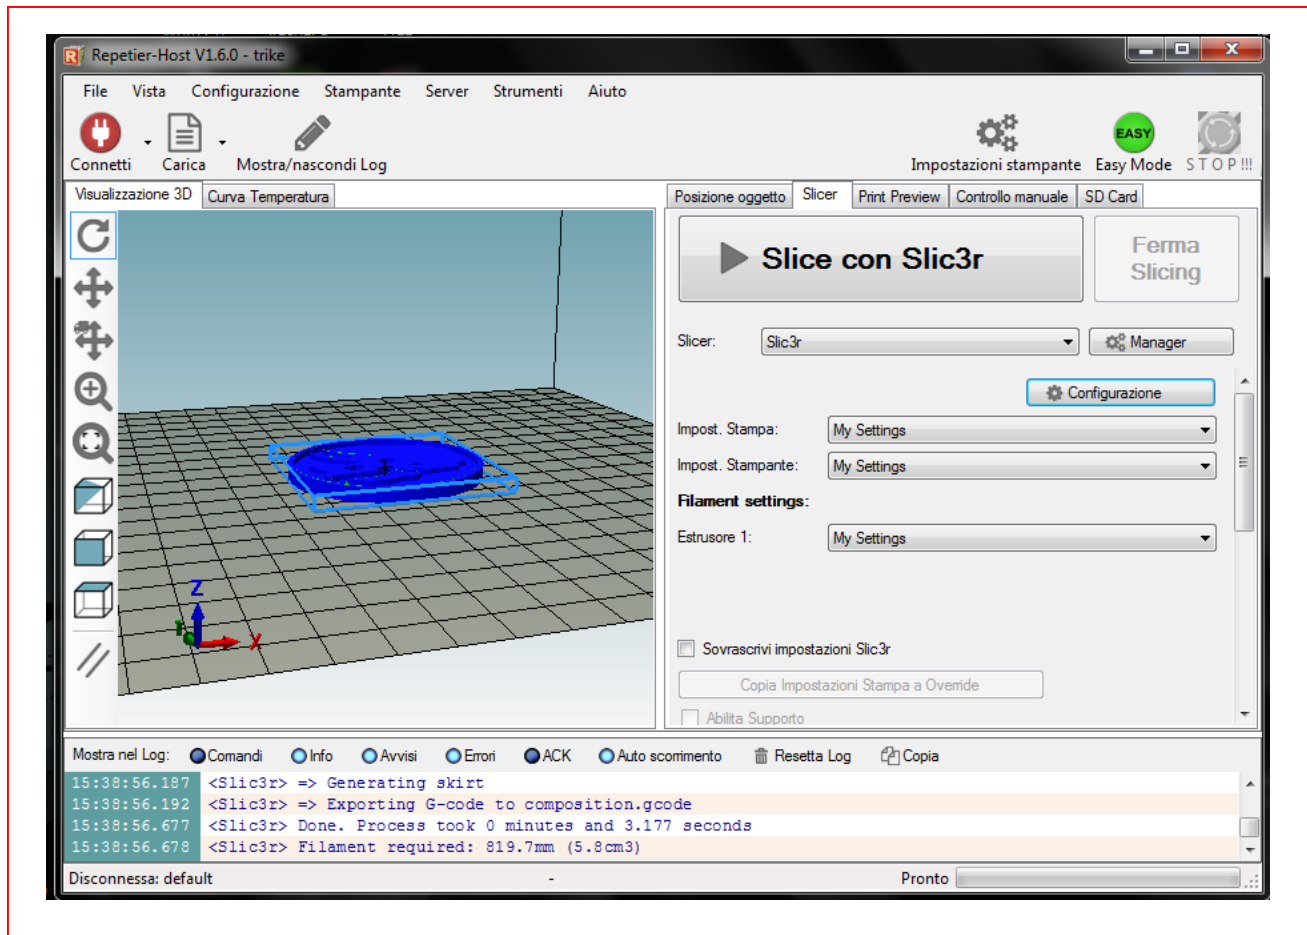 Repetier-Host V1.6.0 - trike
File Vista Configurazione Stampante Server Strumenti Aiuto
EASY
Connetti Carica Mostra/nascondi Log Impostazioni stampante Easy Mode STOP!!!
Visualizzazione 3D Curva Temperatura
Posizione oggetto Slicer Print Preview Controllo manuale SD Card
Slice con Slic3r
Ferma
Slicing
Slicer: Slic3r Manager
Configurazione
Impost. Stampa: My Settings
Impost. Stampante: My Settings
Filament settings:
Estrusore 1: My Settings
Z
X
Sovrascrivi impostazioni Slic3r
Copia Impostazioni Stampa a Override
Abilita Supporto
Mostra nel Log: Comandi Info Avvisi Errori ACK Auto scorrimento Resetta Log Copia
15:38:56.187 <Slic3r> => Generating skirt
15:38:56.192 <Slic3r> => Exporting G-code to composition.gcode
15:38:56.677 <Slic3r> Done. Process took 0 minutes and 3.177 seconds
15:38:56.678 <Slic3r> Filament required: 819.7mm (5.8cm3)
Disconnessa: default - Pronto